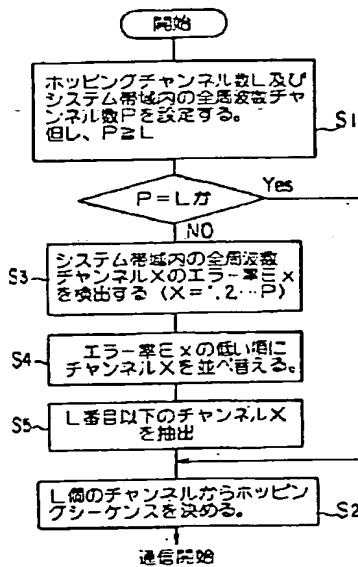 開始
ホッピングチャンネル数L及び
システム帯域内の全周波数チャ
ンネル数Pを設定する。
但し、P≧L
S1
P=Lか
Yes
NO
S3
システム帯域内の全周波数
チャンネルXのエラー率Ex
を検出する (X=1.2…P)
S4
エラー率Exの低い順に
チャンネルXを並べ替える。
S5
L番目以下のチャンネルX
を抽出
L個のチャンネルからホッピン
グシーケンスを決める。
S2
通信開始